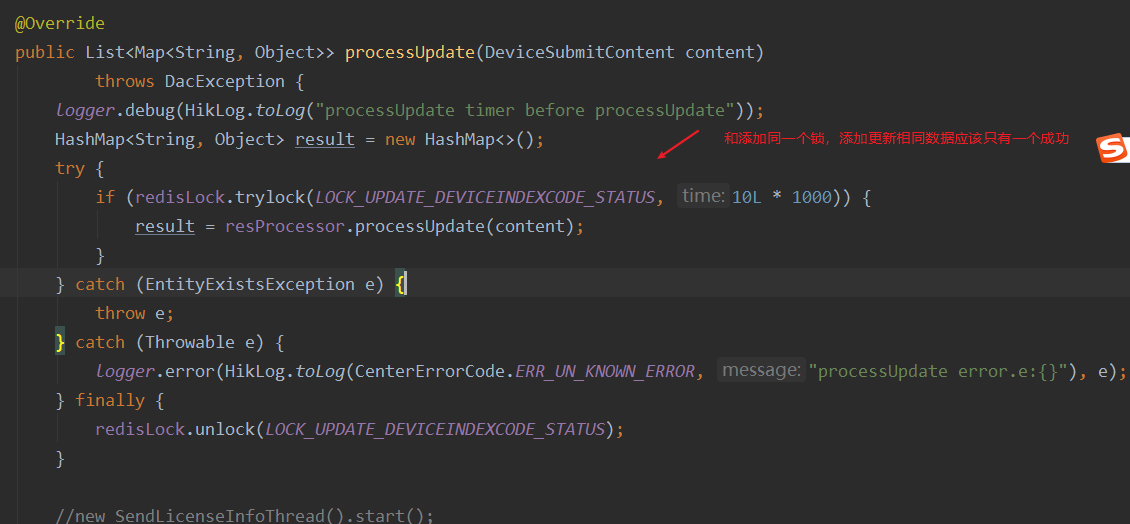 @Override
public List<Map<String, Object>> processUpdate(DeviceSubmitContent content)
throws DacException {
logger.debug(HikLog.toLog("processUpdate timer before processUpdate"));
HashMap<String, Object> result = new HashMap<>();
和添加同一个锁，添加更新相同数据应该只有一个成功
S
try {
if (redisLock.trylock(LOCK_UPDATE_DEVICEINDEXCODE_STATUS, time: 10L * 1000)) {
result = resProcessor.processUpdate(content);
}
} catch (EntityExistsException e) {
throw e;
} catch (Throwable e) {
logger.error(HikLog.toLog(CenterErrorCode.ERR_UN_KNOWN_ERROR, message: "processUpdate error.e:{}"), e);
} finally {
redisLock.unlock(LOCK_UPDATE_DEVICEINDEXCODE_STATUS);
}
//new SendLicenseInfoThread().start();